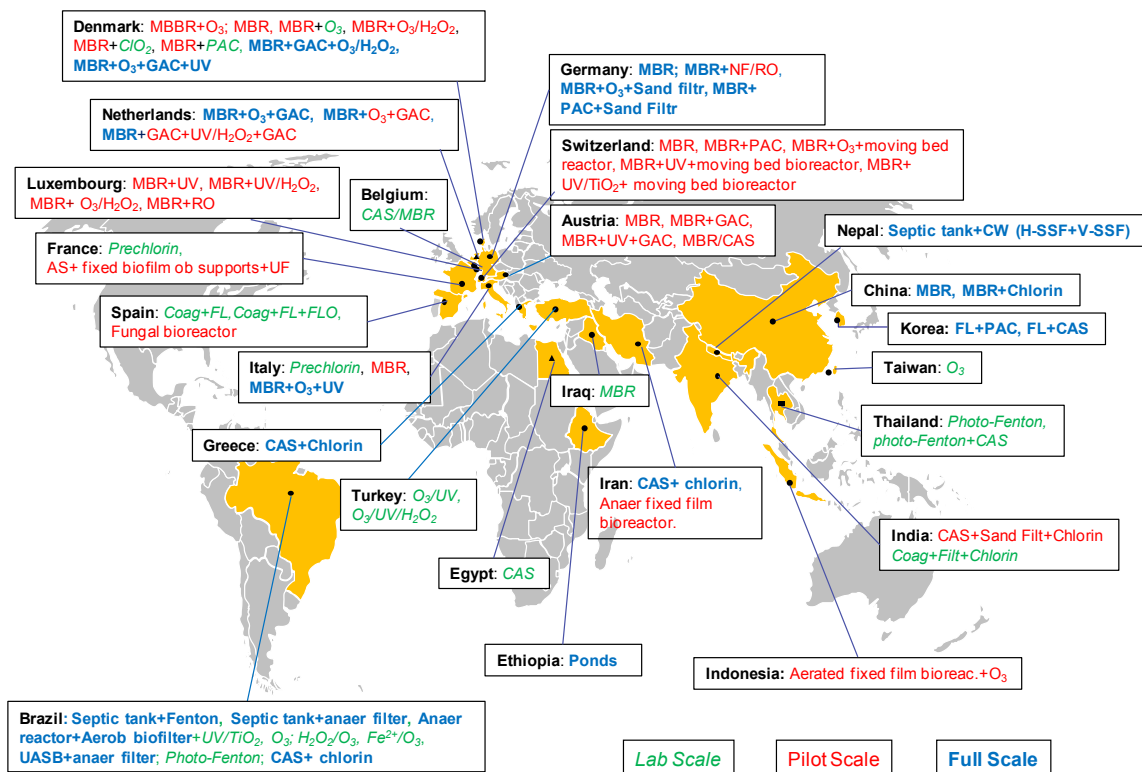 Denmark: MBBR+O₃; MBR, MBR+O₃, MBR+O₃/H₂O₂,
MBR+ClO₂, MBR+PAC, MBR+GAC+O₃/H₂O₂,
MBR+O₃+GAC+UV
Germany: MBR; MBR+NF/RO,
MBR+O₃+Sand filtr, MBR+
PAC+Sand Filtr
Netherlands: MBR+O₃+GAC, MBR+O₃+GAC,
MBR+GAC+UV/H₂O₂+GAC
Switzerland: MBR, MBR+PAC, MBR+O₃+moving bed
reactor, MBR+UV+moving bed bioreactor, MBR+
UV/TiO₂+ moving bed bioreactor
Luxembourg: MBR+UV, MBR+UV/H₂O₂,
MBR+ O₃/H₂O₂, MBR+RO
Belgium:
CAS/MBR
Austria: MBR, MBR+GAC,
MBR+UV+GAC, MBR/CAS
Nepal: Septic tank+CW (H-SSF+V-SSF)
France: Prechlorin,
AS+ fixed biofilm ob supports+UF
China: MBR, MBR+Chlorin
Spain: Coag+FL,Coag+FL+FLO,
Fungal bioreactor
Korea: FL+PAC, FL+CAS
Italy: Prechlorin, MBR,
MBR+O₃+UV
Iraq: MBR
Taiwan: O₃
Thailand: Photo-Fenton,
photo-Fenton+CAS
Greece: CAS+Chlorin
Turkey: O₃/UV,
O₃/UV/H₂O₂
Iran: CAS+ chlorin,
Anaer fixed film
bioreactor.
India: CAS+Sand Filt+Chlorin
Coag+Filt+Chlorin
Egypt: CAS
Ethiopia: Ponds
Indonesia: Aerated fixed film bioreac.+O₃
Brazil: Septic tank+Fenton, Septic tank+anaer filter, Anaer
reactor+Aerob biofilter+UV/TiO₂, O₃; H₂O₂/O₃, Fe²⁺/O₃,
UASB+anaer filter; Photo-Fenton; CAS+ chlorin
Lab Scale
Pilot Scale
Full Scale